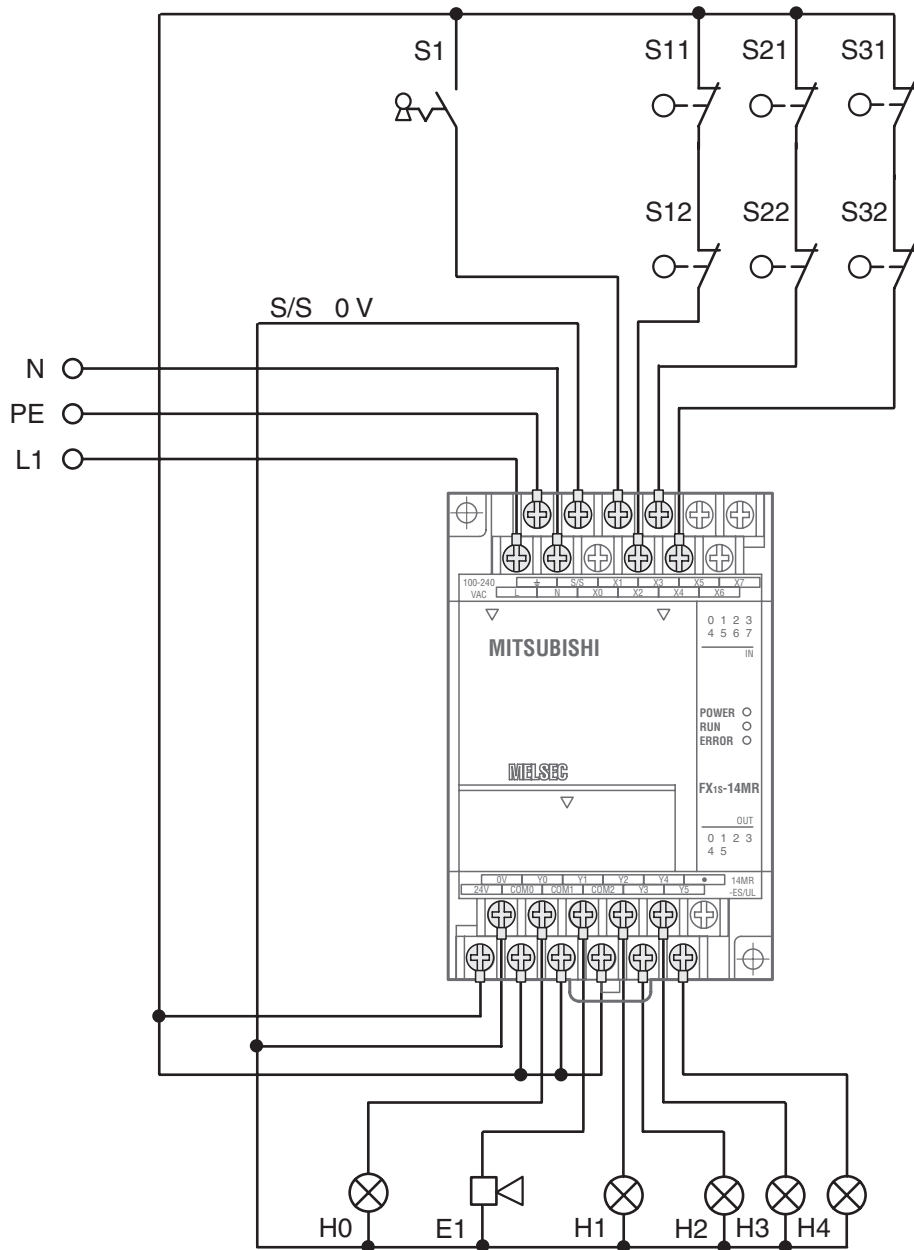 S1 S11 S21 S31
S12 S22 S32
S/S 0 V
N
PE
L1
100-240 ⏚ S/S X1 X3 X5 X7
VAC L N X0 X2 X4 X6
0 1 2 3
4 5 6 7
IN
MITSUBISHI
POWER
RUN
ERROR
MELSEC
FX1S-14MR
OUT
0 1 2 3
4 5
0V Y0 Y1 Y2 Y4 • 14MR
24V COM0 COM1 COM2 Y3 Y5 -ES/UL
H0 E1 H1 H2 H3 H4